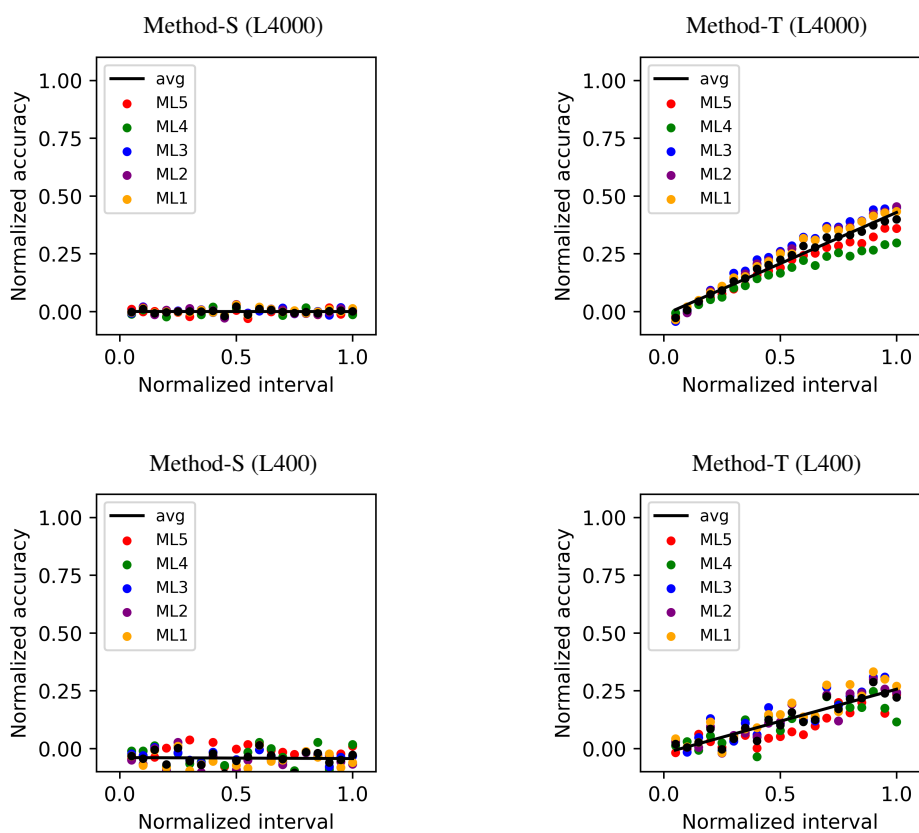 Method-S (L4000)
1.00
0.75
0.50
0.25
0.00
Normalized accuracy
avg
ML5
ML4
ML3
ML2
ML1
0.0 0.5 1.0
Normalized interval
Method-T (L4000)
1.00
0.75
0.50
0.25
0.00
Normalized accuracy
avg
ML5
ML4
ML3
ML2
ML1
0.0 0.5 1.0
Normalized interval
Method-S (L400)
1.00
0.75
0.50
0.25
0.00
Normalized accuracy
avg
ML5
ML4
ML3
ML2
ML1
0.0 0.5 1.0
Normalized interval
Method-T (L400)
1.00
0.75
0.50
0.25
0.00
Normalized accuracy
avg
ML5
ML4
ML3
ML2
ML1
0.0 0.5 1.0
Normalized interval